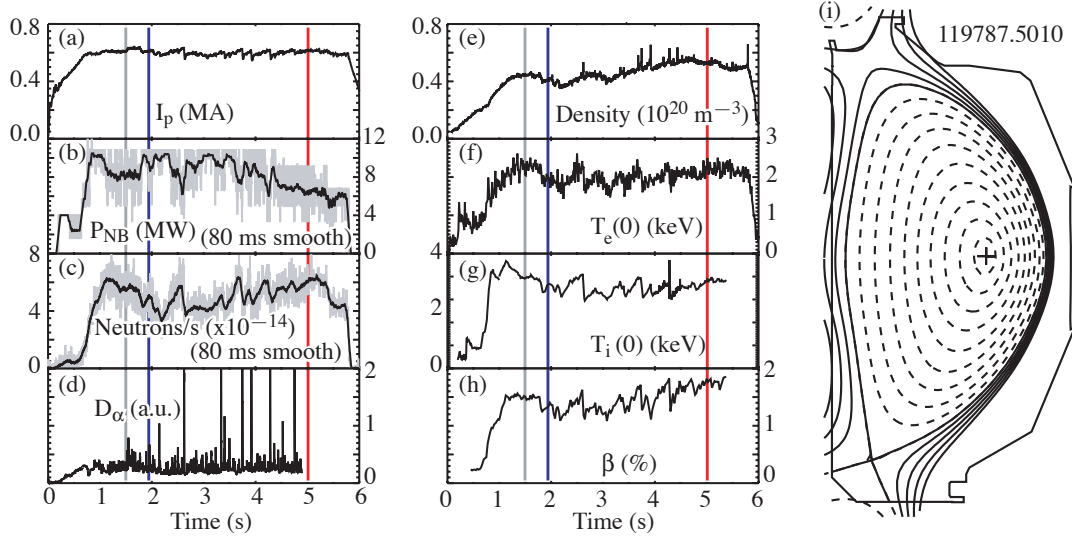 0.8
(a)
0.4
I_p (MA)
0.0
12
(b)
8
4
P_NB (MW)
(80 ms smooth)
0
8
(c)
4
Neutrons/s (x10−14)
(80 ms smooth)
0
2
(d)
D_α (a.u.)
1
0
0 1 2 3 4 5 6
Time (s)
0.8
(e)
0.4
Density (10^20 m−3)
0.0
3
(f)
2
1
T_e(0) (keV)
0
4
(g)
2
T_i(0) (keV)
0
2
(h)
1
β (%)
0
0 1 2 3 4 5 6
Time (s)
(i)
119787.5010